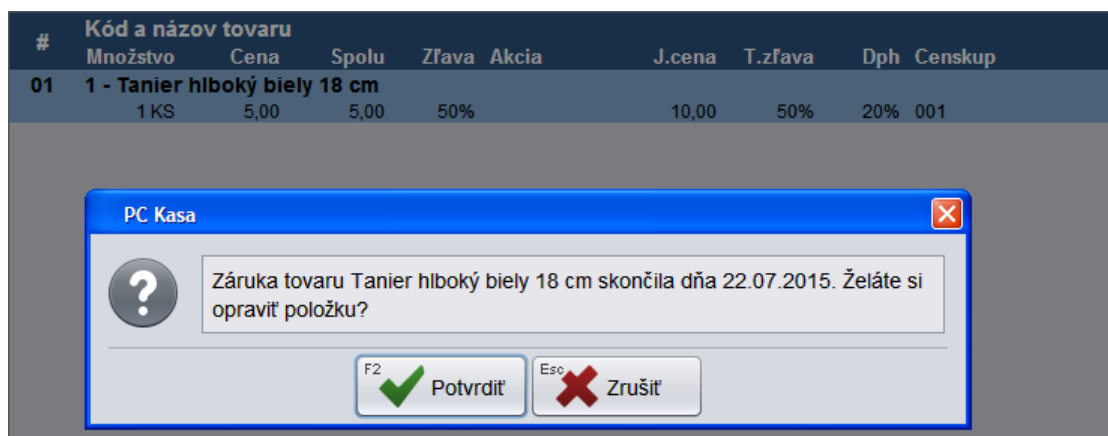 # Kód a názov tovaru
Množstvo Cena Spolu Zľava Akcia J.cena T.zľava Dph Censkup
01 1 - Tanier hlboký biely 18 cm
1 KS 5,00 5,00 50% 10,00 50% 20% 001
PC Kasa
Záruka tovaru Tanier hlboký biely 18 cm skončila dňa 22.07.2015. Želáte si
opraviť položku?
F2 Potvrdiť Esc Zrušiť